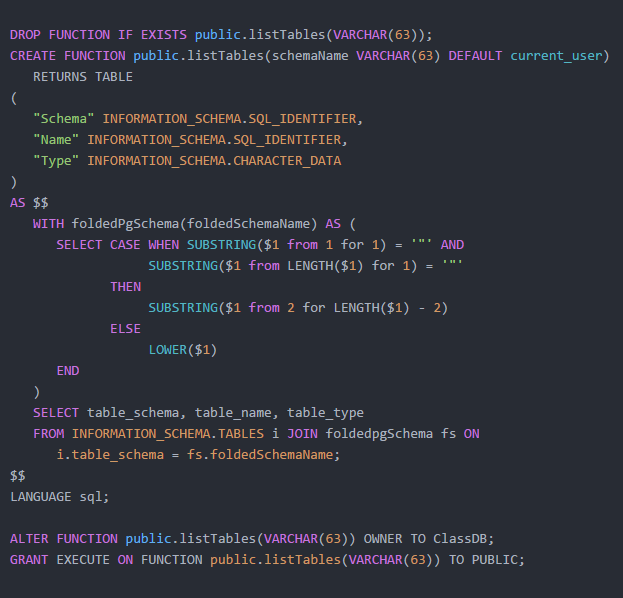 DROP FUNCTION IF EXISTS public.listTables(VARCHAR(63));
CREATE FUNCTION public.listTables(schemaName VARCHAR(63) DEFAULT current_user)
   RETURNS TABLE
(
   "Schema" INFORMATION_SCHEMA.SQL_IDENTIFIER,
   "Name" INFORMATION_SCHEMA.SQL_IDENTIFIER,
   "Type" INFORMATION_SCHEMA.CHARACTER_DATA
)
AS $$
   WITH foldedPgSchema(foldedSchemaName) AS (
      SELECT CASE WHEN SUBSTRING($1 from 1 for 1) = '"' AND
                  SUBSTRING($1 from LENGTH($1) for 1) = '"'
             THEN
                  SUBSTRING($1 from 2 for LENGTH($1) - 2)
             ELSE
                  LOWER($1)
      END
   )
   SELECT table_schema, table_name, table_type
   FROM INFORMATION_SCHEMA.TABLES i JOIN foldedpgSchema fs ON
      i.table_schema = fs.foldedSchemaName;
$$
LANGUAGE sql;

ALTER FUNCTION public.listTables(VARCHAR(63)) OWNER TO ClassDB;
GRANT EXECUTE ON FUNCTION public.listTables(VARCHAR(63)) TO PUBLIC;